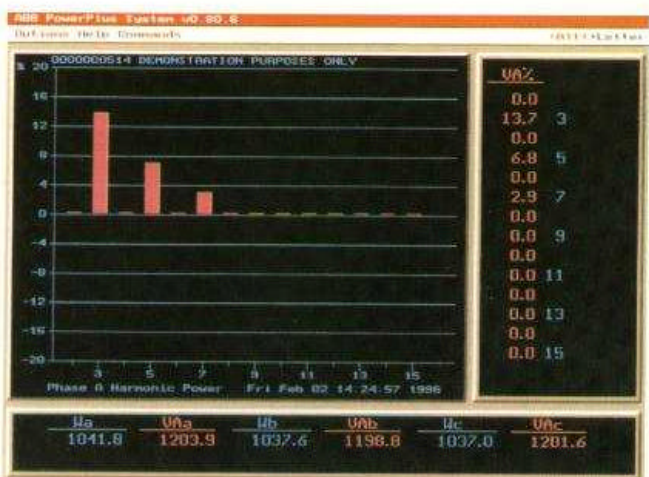 ABB PowerPlus System v0.80.6
Options Help Commands
<Alt>+Letter
0000000514 DEMONSTRATION PURPOSES ONLY
%
20
16
12
8
4
0
-4
-8
-12
-16
-20
3 5 7 9 11 13 15
Phase A Harmonic Power Fri Feb 02 14:24:57 1996
VA%
0.0
13.7 3
0.0
6.8 5
0.0
2.9 7
0.0
0.0 9
0.0
0.0 11
0.0
0.0 13
0.0
0.0 15
Wa VAa Wb VAb Wc VAc
1041.8 1203.9 1037.6 1198.8 1037.0 1201.6